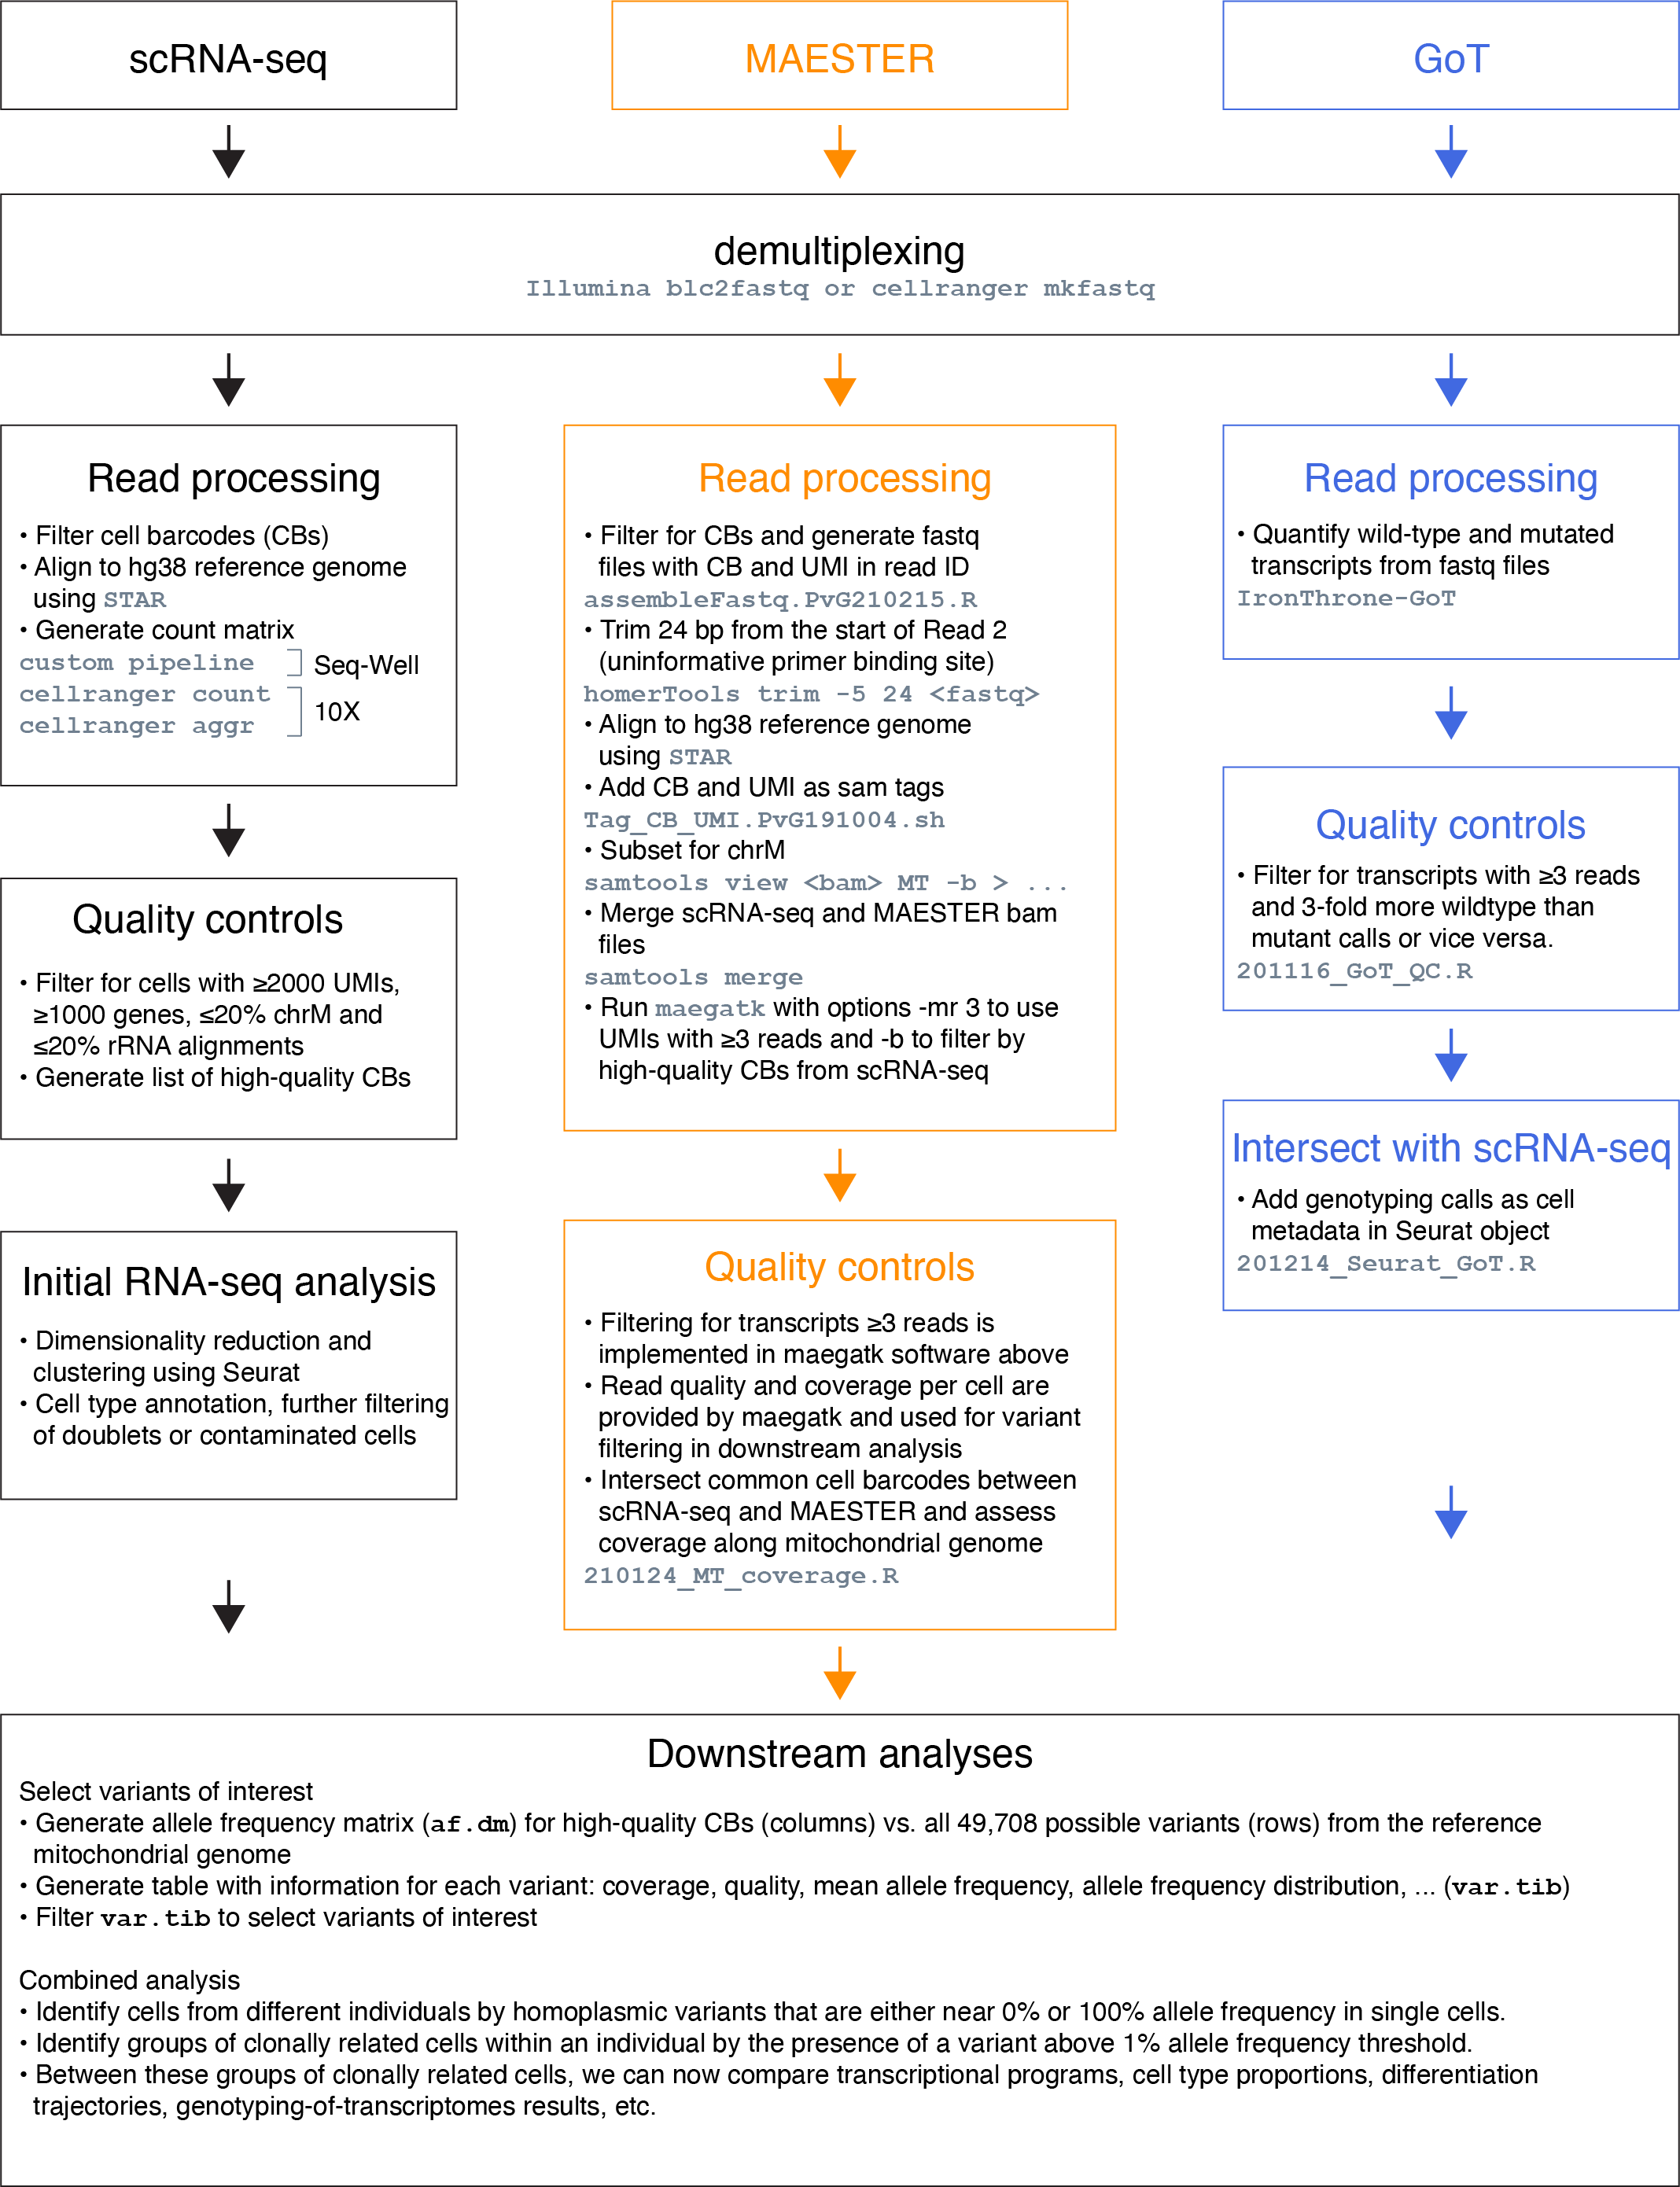 scRNA-seq
MAESTER
GoT
demultiplexing
Illumina blc2fastq or cellranger mkfastq
Read processing
• Filter cell barcodes (CBs)
• Align to hg38 reference genome
using STAR
• Generate count matrix
custom pipeline Seq-Well
cellranger count
cellranger aggr 10X
Quality controls
• Filter for cells with ≥2000 UMIs,
≥1000 genes, ≤20% chrM and
≤20% rRNA alignments
• Generate list of high-quality CBs
Initial RNA-seq analysis
• Dimensionality reduction and
clustering using Seurat
• Cell type annotation, further filtering
of doublets or contaminated cells
Read processing
• Filter for CBs and generate fastq
files with CB and UMI in read ID
assembleFastq.PvG210215.R
• Trim 24 bp from the start of Read 2
(uninformative primer binding site)
homerTools trim -5 24 <fastq>
• Align to hg38 reference genome
using STAR
• Add CB and UMI as sam tags
Tag_CB_UMI.PvG191004.sh
• Subset for chrM
samtools view <bam> MT -b > ...
• Merge scRNA-seq and MAESTER bam
files
samtools merge
• Run maegatk with options -mr 3 to use
UMIs with ≥3 reads and -b to filter by
high-quality CBs from scRNA-seq
Quality controls
• Filtering for transcripts ≥3 reads is
implemented in maegatk software above
• Read quality and coverage per cell are
provided by maegatk and used for variant
filtering in downstream analysis
• Intersect common cell barcodes between
scRNA-seq and MAESTER and assess
coverage along mitochondrial genome
210124_MT_coverage.R
Read processing
• Quantify wild-type and mutated
transcripts from fastq files
IronThrone-GoT
Quality controls
• Filter for transcripts with ≥3 reads
and 3-fold more wildtype than
mutant calls or vice versa.
201116_GoT_QC.R
Intersect with scRNA-seq
• Add genotyping calls as cell
metadata in Seurat object
201214_Seurat_GoT.R
Downstream analyses
Select variants of interest
• Generate allele frequency matrix (af.dm) for high-quality CBs (columns) vs. all 49,708 possible variants (rows) from the reference
mitochondrial genome
• Generate table with information for each variant: coverage, quality, mean allele frequency, allele frequency distribution, ... (var.tib)
• Filter var.tib to select variants of interest
Combined analysis
• Identify cells from different individuals by homoplasmic variants that are either near 0% or 100% allele frequency in single cells.
• Identify groups of clonally related cells within an individual by the presence of a variant above 1% allele frequency threshold.
• Between these groups of clonally related cells, we can now compare transcriptional programs, cell type proportions, differentiation
trajectories, genotyping-of-transcriptomes results, etc.